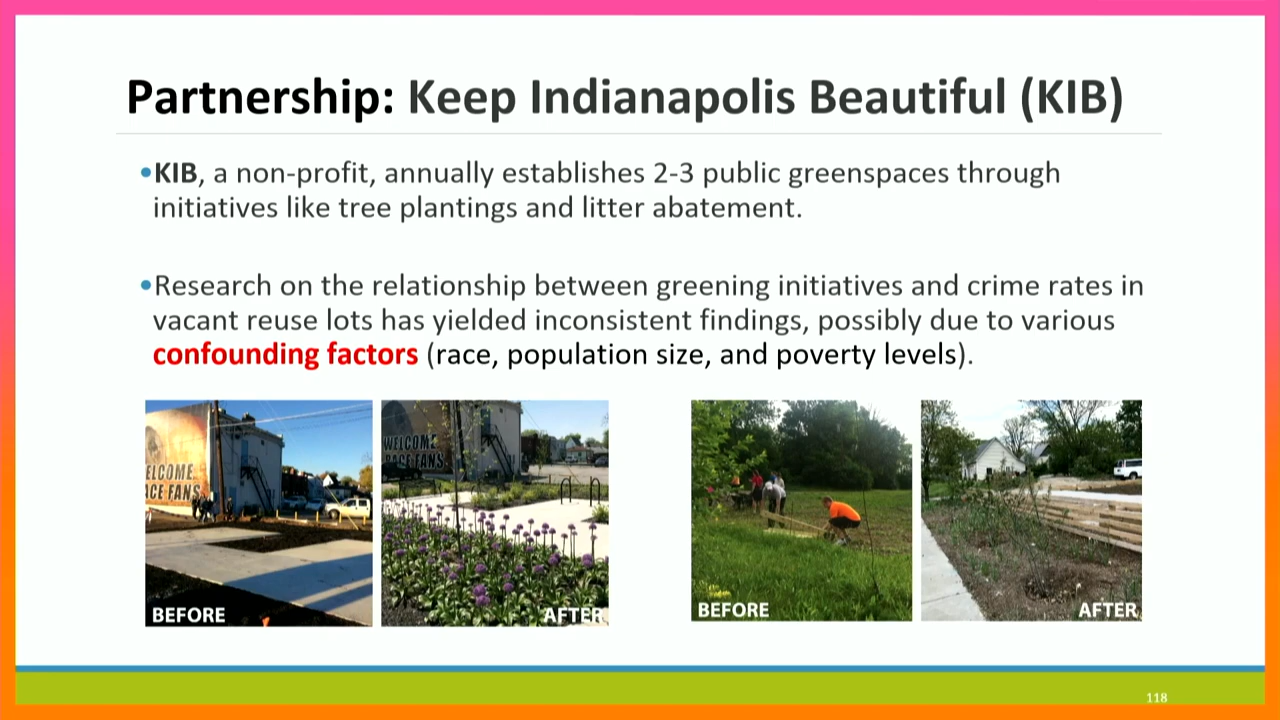 Partnership: Keep Indianapolis Beautiful (KIB)
•KIB, a non-profit, annually establishes 2-3 public greenspaces through
initiatives like tree plantings and litter abatement.
•Research on the relationship between greening initiatives and crime rates in
vacant reuse lots has yielded inconsistent findings, possibly due to various
confounding factors (race, population size, and poverty levels).
ELCOME
ACE FANS
BEFORE
WELCOME
RACE FANS
AFTER
BEFORE
AFTER
118